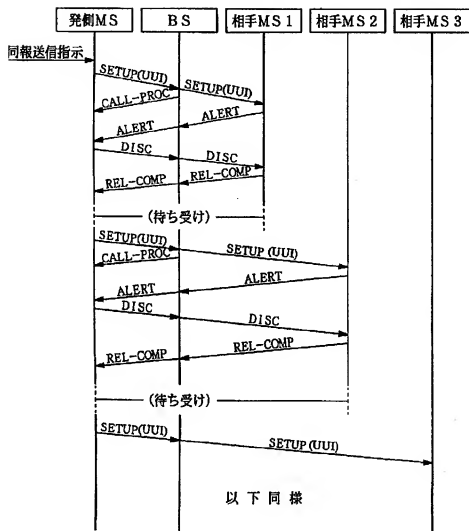 発側MS
BS
相手MS1
相手MS2
相手MS3
同報送信指示
SETUP(UUI)
SETUP(UUI)
CALL-PROC
ALERT
ALERT
DISC
DISC
REL-COMP
REL-COMP
(待ち受け)
SETUP(UUI)
SETUP (UUI)
CALL-PROC
ALERT
ALERT
DISC
DISC
REL-COMP
REL-COMP
(待ち受け)
SETUP(UUI)
SETUP (UUI)
以下同様